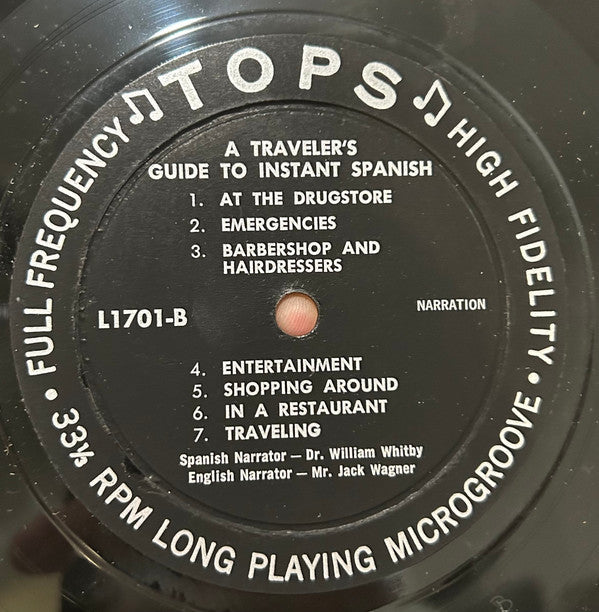 TOPS
FULL FREQUENCY
HIGH FIDELITY
A TRAVELER'S
GUIDE TO INSTANT SPANISH
1. AT THE DRUGSTORE
2. EMERGENCIES
3. BARBERSHOP AND
HAIRDRESSERS
L1701-B
NARRATION
4. ENTERTAINMENT
5. SHOPPING AROUND
6. IN A RESTAURANT
7. TRAVELING
Spanish Narrator — Dr. William Whitby
English Narrator — Mr. Jack Wagner
• 33⅓ RPM LONG PLAYING MICROGROOVE •